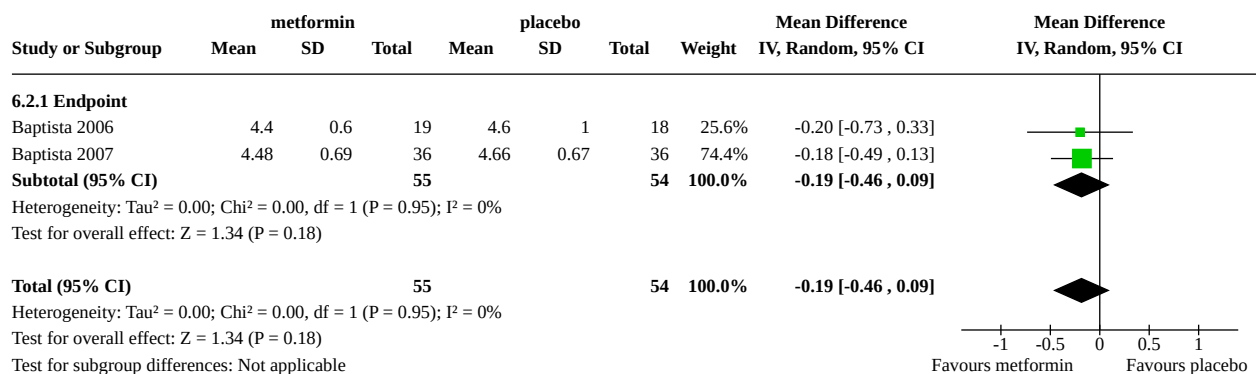 metformin placebo Mean Difference Mean Difference
Study or Subgroup Mean SD Total Mean SD Total Weight IV, Random, 95% CI IV, Random, 95% CI
6.2.1 Endpoint
Baptista 2006 4.4 0.6 19 4.6 1 18 25.6% -0.20 [-0.73 , 0.33]
Baptista 2007 4.48 0.69 36 4.66 0.67 36 74.4% -0.18 [-0.49 , 0.13]
Subtotal (95% CI) 55 54 100.0% -0.19 [-0.46 , 0.09]
Heterogeneity: Tau² = 0.00; Chi² = 0.00, df = 1 (P = 0.95); I² = 0%
Test for overall effect: Z = 1.34 (P = 0.18)
Total (95% CI) 55 54 100.0% -0.19 [-0.46 , 0.09]
Heterogeneity: Tau² = 0.00; Chi² = 0.00, df = 1 (P = 0.95); I² = 0%
Test for overall effect: Z = 1.34 (P = 0.18)
-1 -0.5 0 0.5 1
Test for subgroup differences: Not applicable Favours metformin Favours placebo